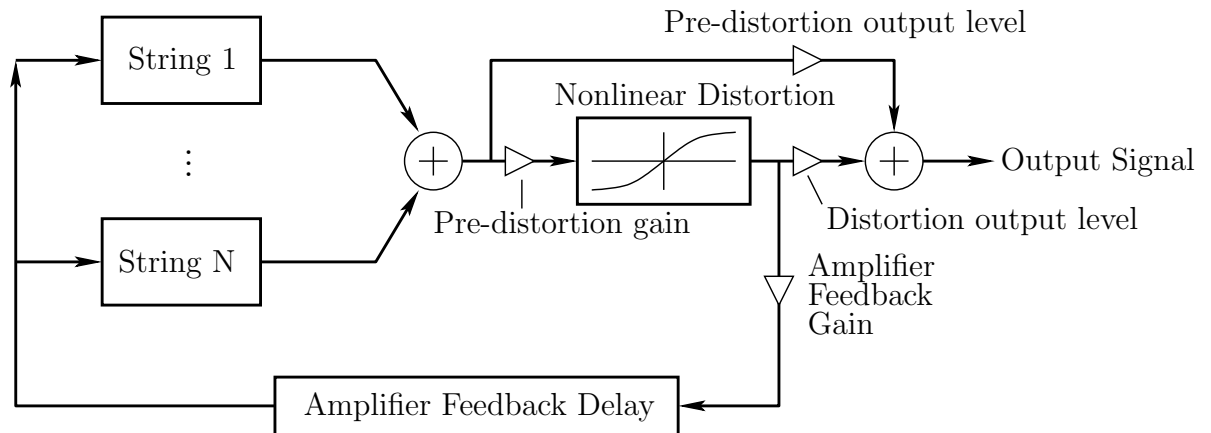 Pre-distortion output level
String 1
Nonlinear Distortion
+
+
Output Signal
⋮
Pre-distortion gain
Distortion output level
String N
Amplifier
Feedback
Gain
Amplifier Feedback Delay